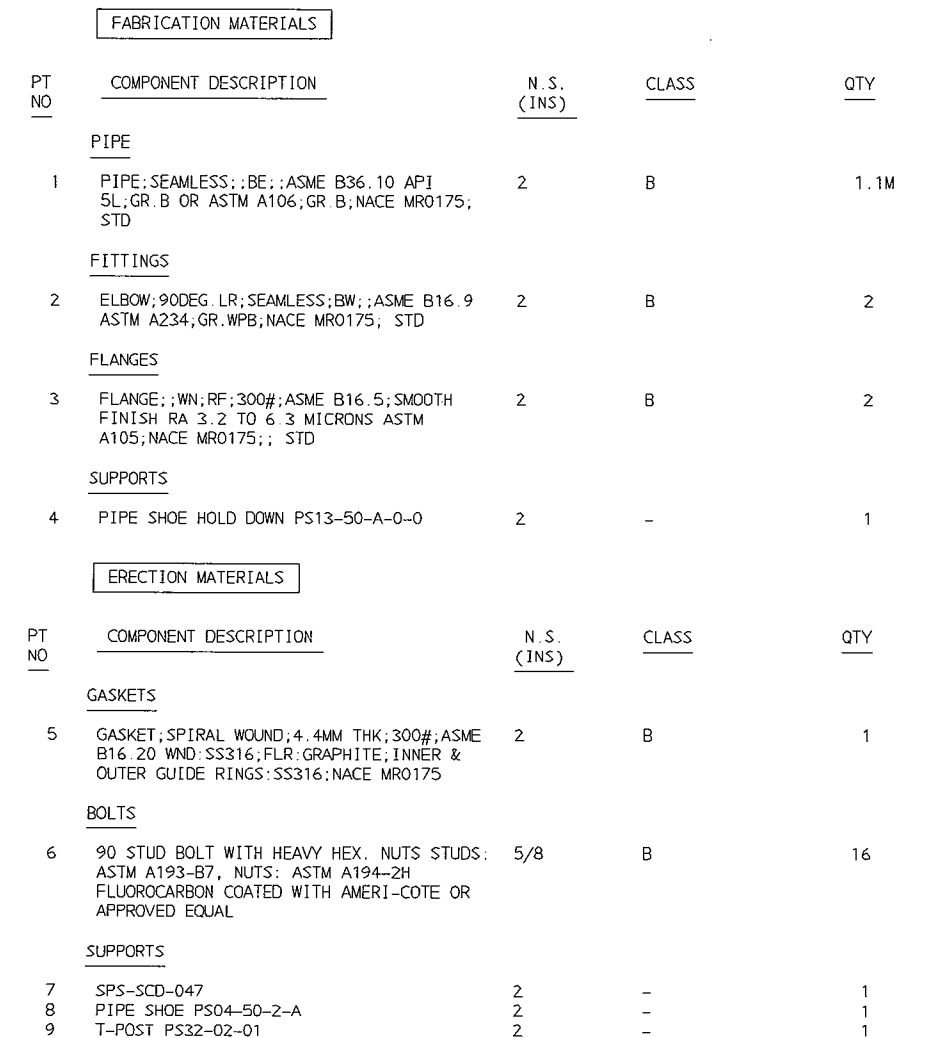 FABRICATION MATERIALS
PT NO COMPONENT DESCRIPTION N.S. (INS) CLASS QTY
PIPE
1 PIPE;SEAMLESS;;BE;;ASME B36.10 API 2 B 1.1M
5L;GR.B OR ASTM A106;GR.B;NACE MR0175;
STD
FITTINGS
2 ELBOW;90DEG.LR;SEAMLESS;BW;;ASME B16.9 2 B 2
ASTM A234;GR.WPB;NACE MR0175; STD
FLANGES
3 FLANGE;;WN;RF;300#;ASME B16.5;SMOOTH 2 B 2
FINISH RA 3.2 TO 6.3 MICRONS ASTM
A105;NACE MR0175;; STD
SUPPORTS
4 PIPE SHOE HOLD DOWN PS13-50-A-0-0 2 - 1
ERECTION MATERIALS
PT NO COMPONENT DESCRIPTION N.S. (INS) CLASS QTY
GASKETS
5 GASKET;SPIRAL WOUND;4.4MM THK;300#;ASME 2 B 1
B16.20 WND:SS316;FLR:GRAPHITE;INNER &
OUTER GUIDE RINGS:SS316;NACE MR0175
BOLTS
6 90 STUD BOLT WITH HEAVY HEX. NUTS STUDS: 5/8 B 16
ASTM A193-B7, NUTS: ASTM A194-2H
FLUOROCARBON COATED WITH AMERI-COTE OR
APPROVED EQUAL
SUPPORTS
7 SPS-SCD-047 2 - 1
8 PIPE SHOE PS04-50-2-A 2 - 1
9 T-POST PS32-02-01 2 - 1